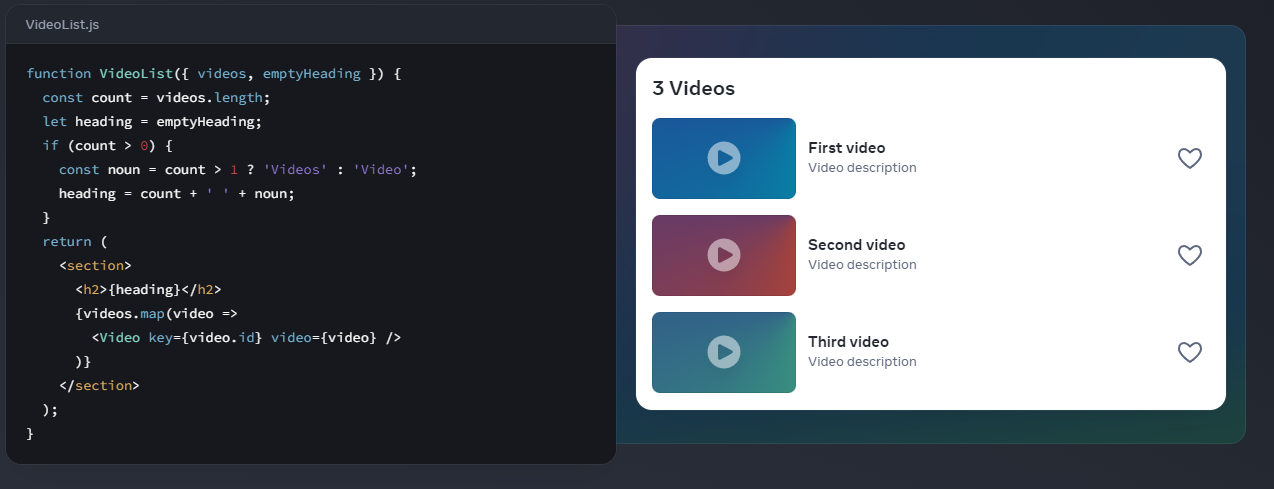 VideoList.js
function VideoList({ videos, emptyHeading }) {
  const count = videos.length;
  let heading = emptyHeading;
  if (count > 0) {
    const noun = count > 1 ? 'Videos' : 'Video';
    heading = count + ' ' + noun;
  }
  return (
    <section>
      <h2>{heading}</h2>
      {videos.map(video =>
        <Video key={video.id} video={video} />
      )}
    </section>
  );
}
3 Videos
First video
Video description
Second video
Video description
Third video
Video description